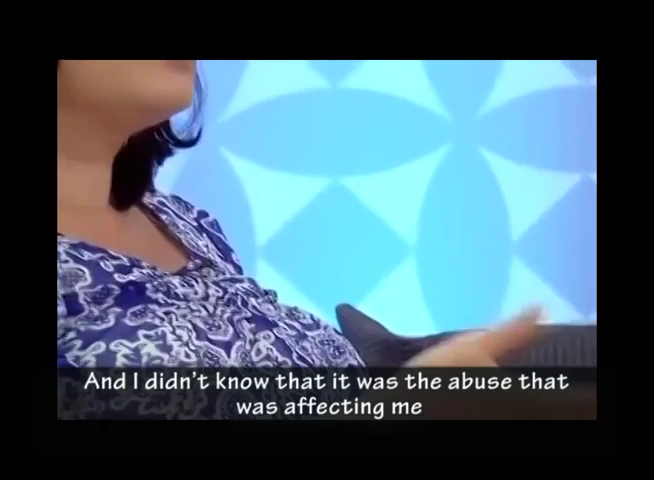 And I didn't know that it was the abuse that
was affecting me